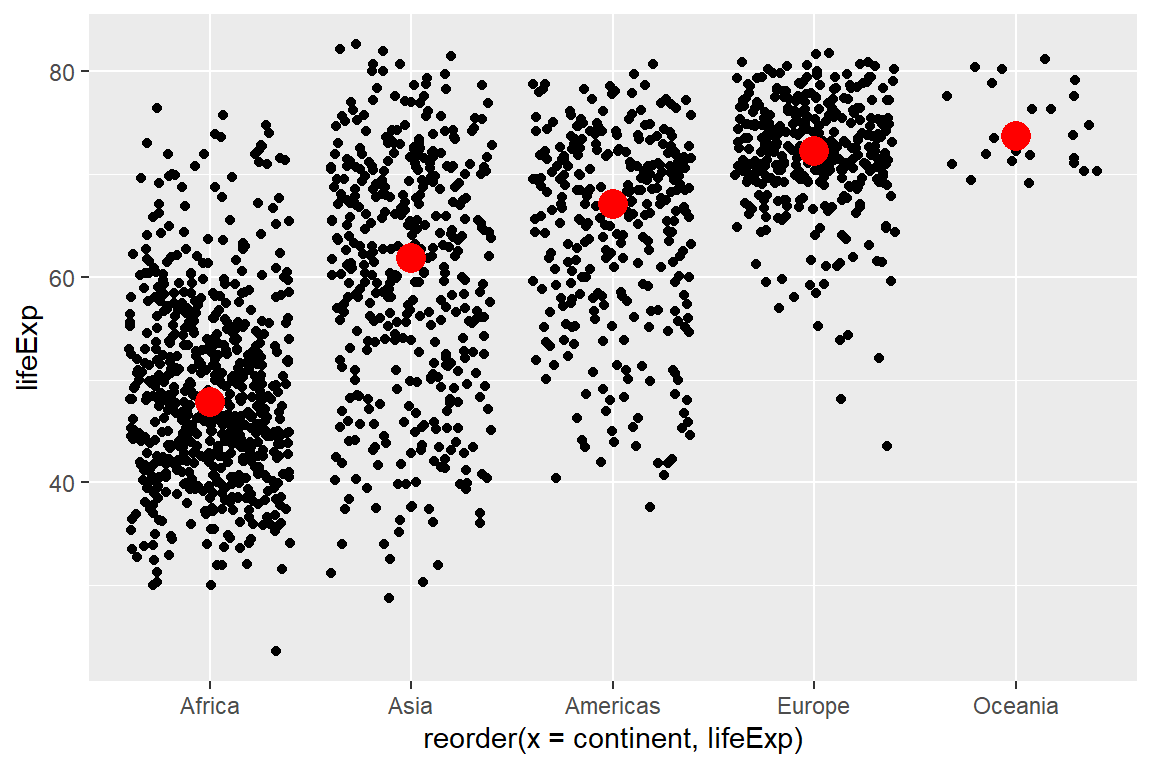 80
60
40
lifeExp
Africa
Asia
Americas
Europe
Oceania
reorder(x = continent, lifeExp)